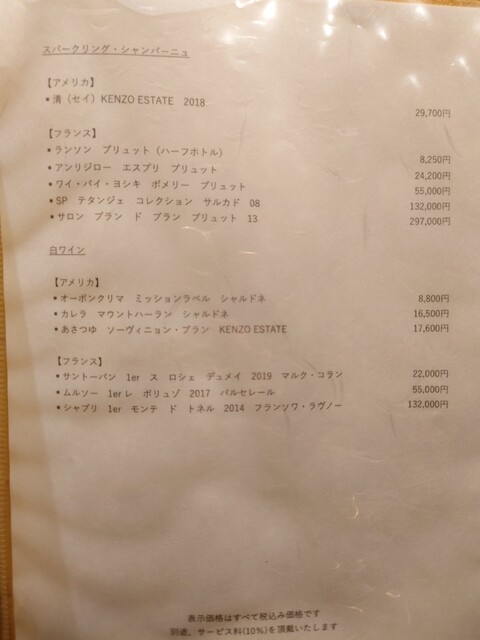 スパークリング・シャンパーニュ
【アメリカ】
•清（セイ）KENZO ESTATE 2018 29,700円
【フランス】
•ランソン ブリュット（ハーフボトル） 8,250円
•アンリジロー エスプリ ブリュット 24,200円
•ワイ・バイ・ヨシキ ポメリー ブリュット 55,000円
•SP テタンジェ コレクション サルガド 08 132,000円
•サロン ブラン ド ブラン ブリュット 13 297,000円
白ワイン
【アメリカ】
•オーボンクリマ ミッションラベル シャルドネ 8,800円
•カレラ マウントハーラン シャルドネ 16,500円
•あさつゆ ソーヴィニョン・ブラン KENZO ESTATE 17,600円
【フランス】
•サントーバン 1er ス ロシェ デュメイ 2019 マルク・コラン 22,000円
•ムルソー 1erレ ポリュゾ 2017 バルセレール 55,000円
•シャブリ 1er モンテ ド トネル 2014 フランソワ・ラヴノー 132,000円
表示価格はすべて税込み価格です
別途、サービス料(10%)を頂戴いたします